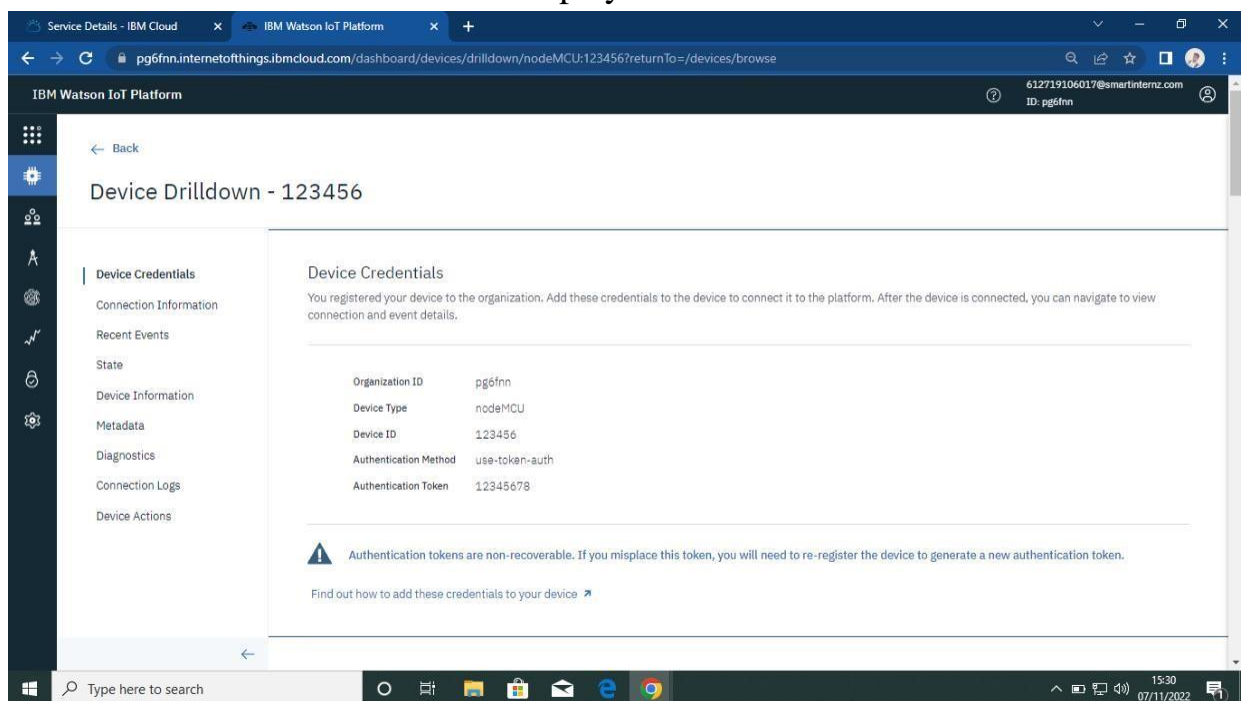 Service Details - IBM Cloud
IBM Watson IoT Platform
pg6fnn.internetofthings.ibmcloud.com/dashboard/devices/drilldown/nodeMCU:123456?returnTo=/devices/browse
IBM Watson IoT Platform
612719106017@smartinternz.com
ID: pg6fnn
← Back
Device Drilldown - 123456
Device Credentials
Connection Information
Recent Events
State
Device Information
Metadata
Diagnostics
Connection Logs
Device Actions
Device Credentials
You registered your device to the organization. Add these credentials to the device to connect it to the platform. After the device is connected, you can navigate to view
connection and event details.
Organization ID pg6fnn
Device Type nodeMCU
Device ID 123456
Authentication Method use-token-auth
Authentication Token 12345678
Authentication tokens are non-recoverable. If you misplace this token, you will need to re-register the device to generate a new authentication token.
Find out how to add these credentials to your device
Type here to search
15:30
07/11/2022